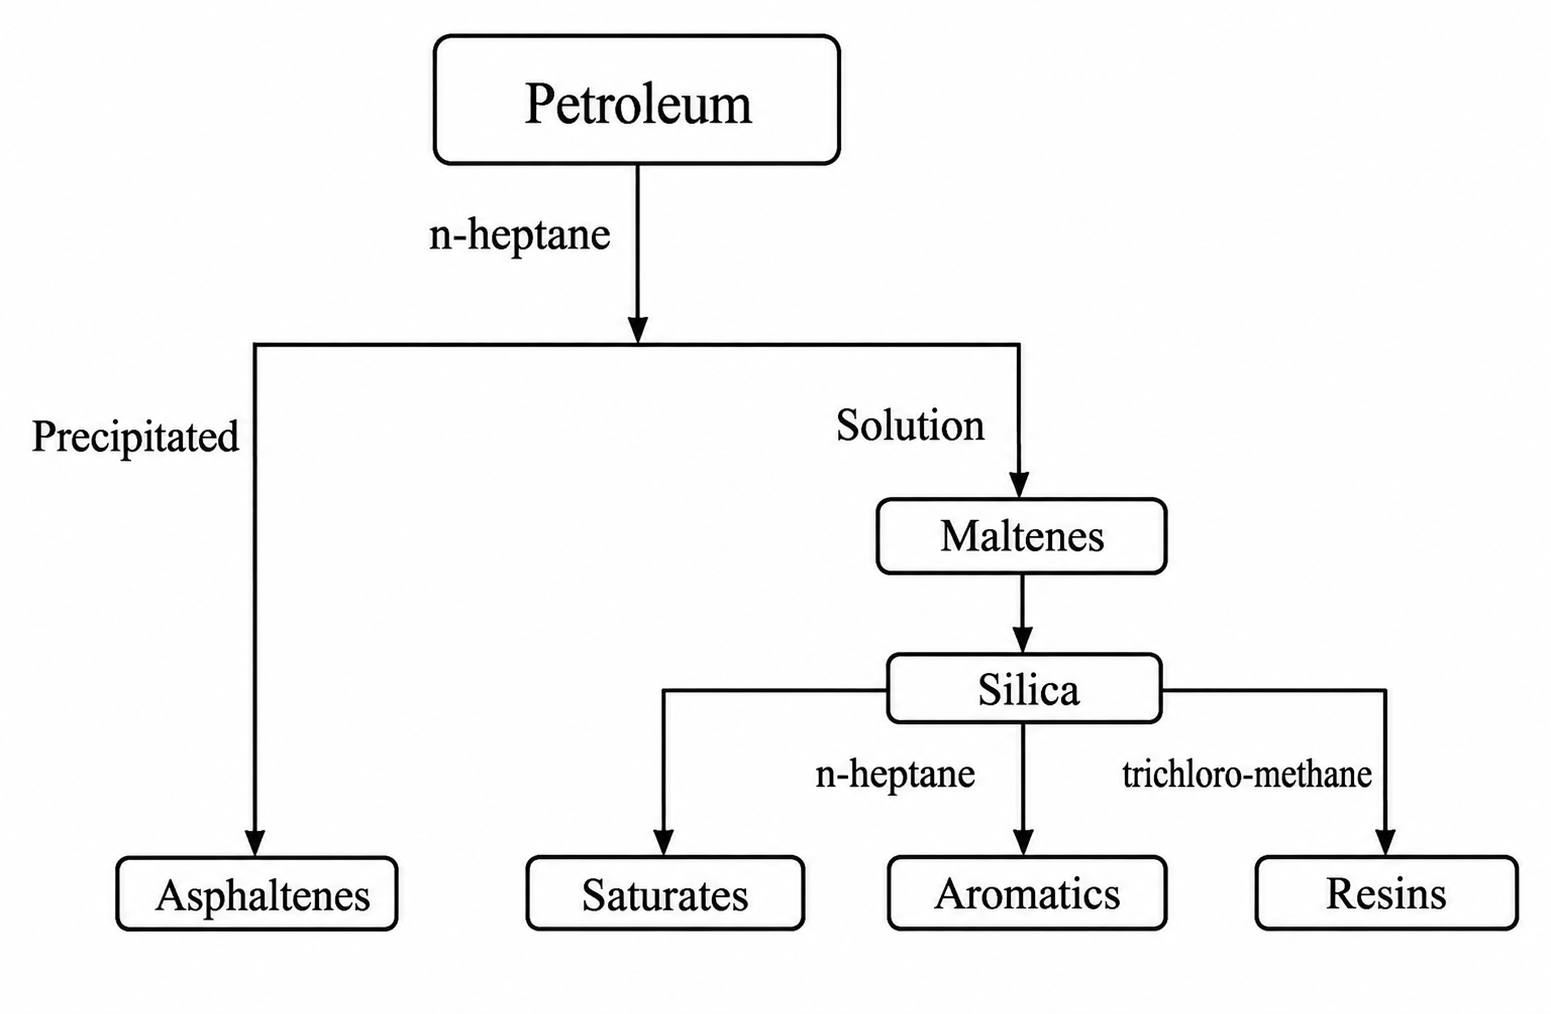 Petroleum
n-heptane
Precipitated
Solution
Maltenes
Silica
n-heptane
trichloro-methane
Asphaltenes
Saturates
Aromatics
Resins